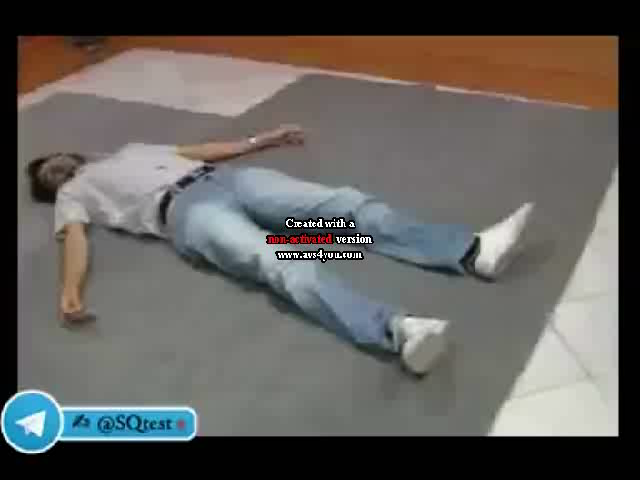 Created with a
non-activated version
www.avs4you.com
@SQtest